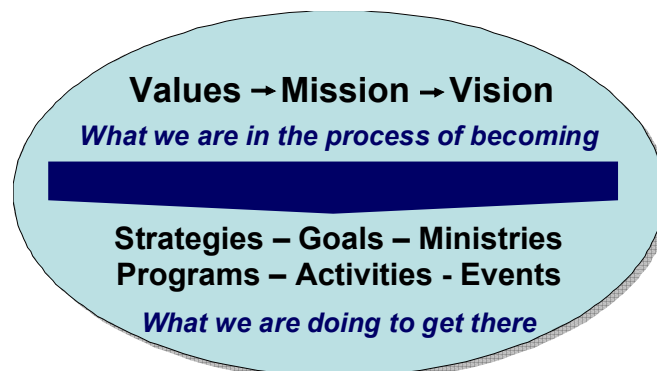 Values → Mission → Vision
What we are in the process of becoming
Strategies – Goals – Ministries
Programs – Activities - Events
What we are doing to get there